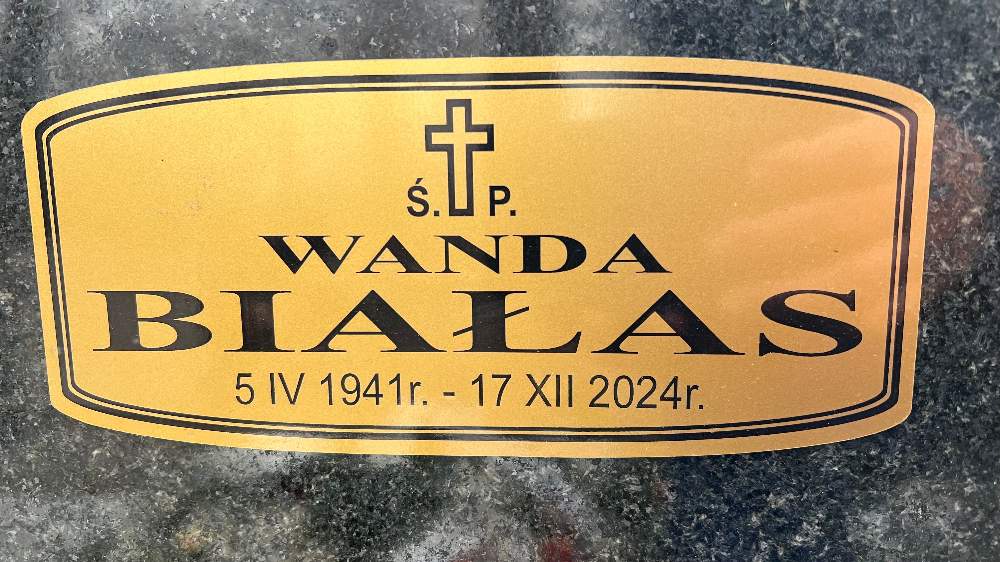 Ś. P.
WANDA
BIAŁAS
5 IV 1941r. - 17 XII 2024r.